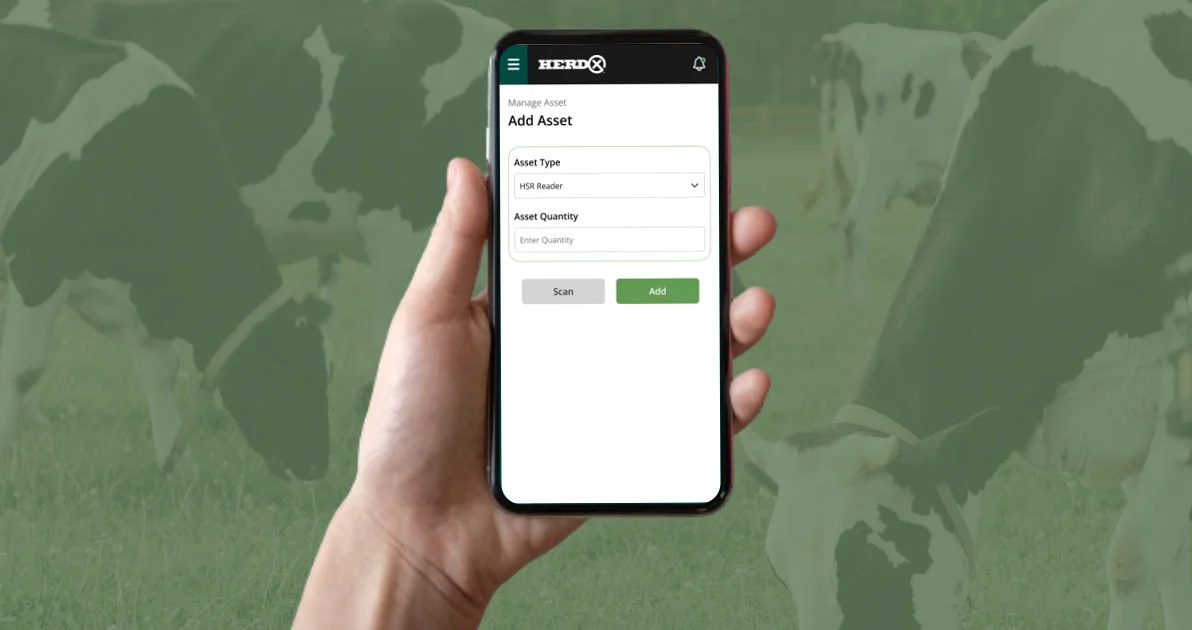 HERDX
Manage Asset
Add Asset
Asset Type
HSR Reader
Asset Quantity
Enter Quantity
Scan
Add